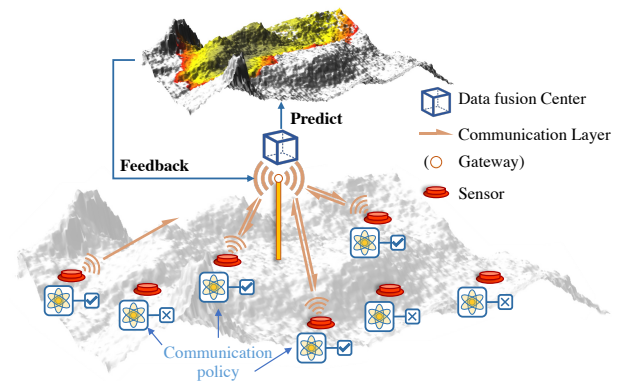 Data fusion Center
Predict
Communication Layer
Feedback
( Gateway)
Sensor
Communication
policy